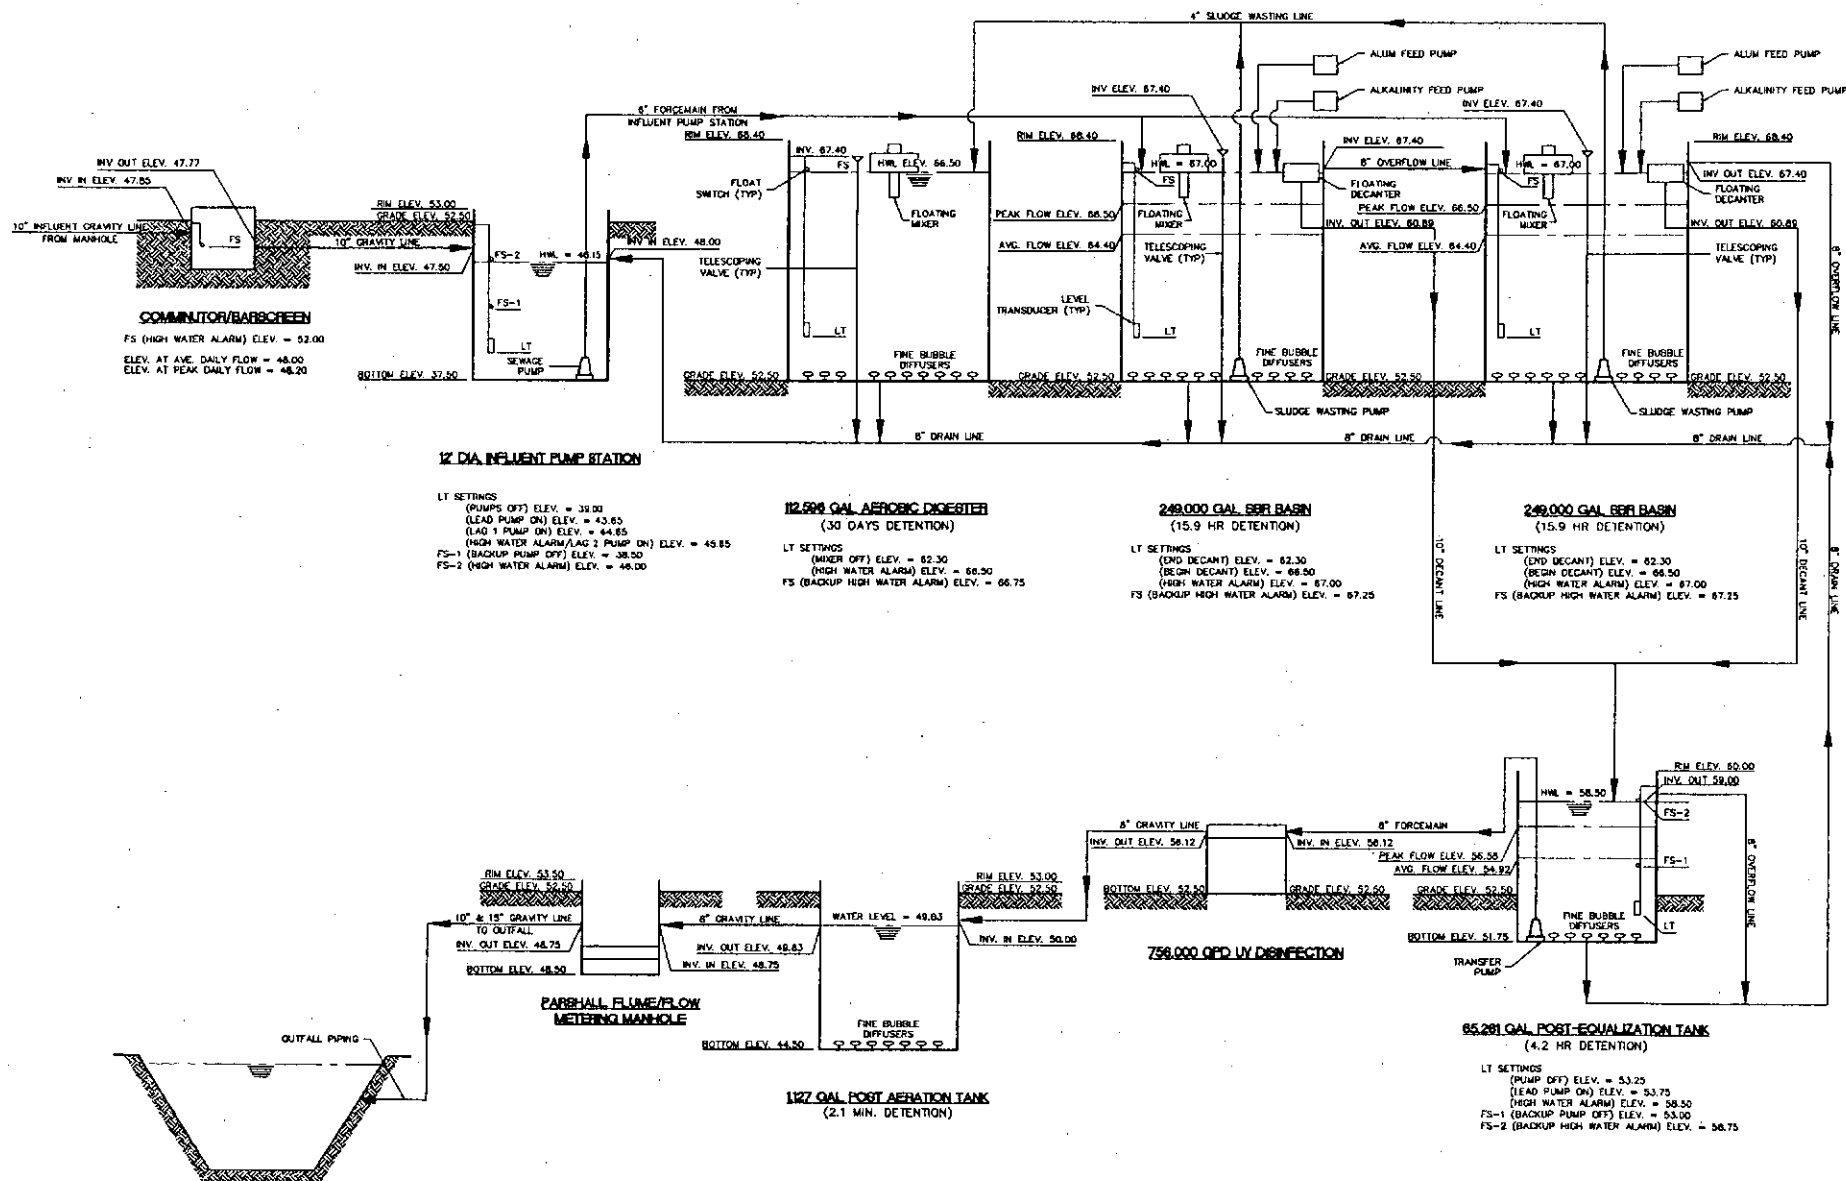 4" SLUDGE WASTING LINE
ALUM FEED PUMP
ALKALINITY FEED PUMP
ALUM FEED PUMP
ALKALINITY FEED PUMP
INV ELEV. 67.40
INV ELEV. 67.40
6" FORCEMAIN FROM
INFLUENT PUMP STATION
RIM ELEV. 68.40
RIM ELEV. 68.40
RIM ELEV. 68.40
INV. 67.40
FS
HWL ELEV. 66.50
FLOAT
SWITCH (TYP)
FLOATING
MIXER
HWL = 67.00
FS
INV ELEV. 67.40
8" OVERFLOW LINE
FLOATING
DECANTER
PEAK FLOW ELEV. 66.50
FLOATING
MIXER
INV. OUT ELEV. 60.89
AVG. FLOW ELEV. 64.40
HWL = 67.00
FS
INV OUT ELEV. 67.40
FLOATING
DECANTER
PEAK FLOW ELEV. 66.50
FLOATING
MIXER
INV. OUT ELEV. 60.89
AVG. FLOW ELEV. 64.40
TELESCOPING
VALVE (TYP)
TELESCOPING
VALVE (TYP)
TELESCOPING
VALVE (TYP)
LEVEL
TRANSDUCER (TYP)
LT
LT
LT
FINE BUBBLE
DIFFUSERS
FINE BUBBLE
DIFFUSERS
FINE BUBBLE
DIFFUSERS
GRADE ELEV. 52.50
GRADE ELEV. 52.50
GRADE ELEV. 52.50
GRADE ELEV. 52.50
SLUDGE WASTING PUMP
SLUDGE WASTING PUMP
8" DRAIN LINE
8" DRAIN LINE
8" DRAIN LINE
8" OVERFLOW LINE
8" DRAIN LINE
10" DECANT LINE
10" DECANT LINE
INV OUT ELEV. 47.77
INV IN ELEV. 47.85
10" INFLUENT GRAVITY LINE
FROM MANHOLE
FS
RIM ELEV. 53.00
GRADE ELEV. 52.50
10" GRAVITY LINE
INV. IN ELEV. 47.50
FS-2
HWL = 46.15
INV IN ELEV. 48.00
FS-1
LT
SEWAGE
PUMP
BOTTOM ELEV. 37.50
COMMINUTOR/BARSCREEN
FS (HIGH WATER ALARM) ELEV. = 52.00
ELEV. AT AVE. DAILY FLOW = 48.00
ELEV. AT PEAK DAILY FLOW = 48.20
12' DIA. INFLUENT PUMP STATION
LT SETTINGS
(PUMPS OFF) ELEV. = 39.00
(LEAD PUMP ON) ELEV. = 43.65
(LAG 1 PUMP ON) ELEV. = 44.65
(HIGH WATER ALARM/LAG 2 PUMP ON) ELEV. = 45.65
FS-1 (BACKUP PUMP OFF) ELEV. = 38.50
FS-2 (HIGH WATER ALARM) ELEV. = 46.00
112,596 GAL AEROBIC DIGESTER
(30 DAYS DETENTION)
LT SETTINGS
(MIXER OFF) ELEV. = 62.30
(HIGH WATER ALARM) ELEV. = 66.50
FS (BACKUP HIGH WATER ALARM) ELEV. = 66.75
249,000 GAL SBR BASIN
(15.9 HR DETENTION)
LT SETTINGS
(END DECANT) ELEV. = 62.30
(BEGIN DECANT) ELEV. = 66.50
(HIGH WATER ALARM) ELEV. = 67.00
FS (BACKUP HIGH WATER ALARM) ELEV. = 67.25
249,000 GAL SBR BASIN
(15.9 HR DETENTION)
LT SETTINGS
(END DECANT) ELEV. = 62.30
(BEGIN DECANT) ELEV. = 66.50
(HIGH WATER ALARM) ELEV. = 67.00
FS (BACKUP HIGH WATER ALARM) ELEV. = 67.25
RIM ELEV. 60.00
INV. OUT 59.00
HWL = 58.50
FS-2
FS-1
8" OVERFLOW LINE
8" FORCEMAIN
PEAK FLOW ELEV. 56.58
AVG. FLOW ELEV. 54.92
GRADE ELEV. 52.50
FINE BUBBLE
DIFFUSERS
LT
BOTTOM ELEV. 51.75
TRANSFER
PUMP
65,261 GAL POST-EQUALIZATION TANK
(4.2 HR DETENTION)
LT SETTINGS
(PUMP OFF) ELEV. = 53.25
(LEAD PUMP ON) ELEV. = 53.75
(HIGH WATER ALARM) ELEV. = 58.50
FS-1 (BACKUP PUMP OFF) ELEV. = 53.00
FS-2 (BACKUP HIGH WATER ALARM) ELEV. = 58.75
8" GRAVITY LINE
INV. OUT ELEV. 56.12
INV. IN ELEV. 56.12
BOTTOM ELEV. 52.50
GRADE ELEV. 52.50
756,000 GPD UV DISINFECTION
RIM ELEV. 53.00
GRADE ELEV. 52.50
WATER LEVEL = 49.83
INV. IN ELEV. 50.00
8" GRAVITY LINE
INV. OUT ELEV. 49.83
FINE BUBBLE
DIFFUSERS
BOTTOM ELEV. 44.50
1,127 GAL POST AERATION TANK
(2.1 MIN. DETENTION)
RIM ELEV. 53.50
GRADE ELEV. 52.50
10" & 15" GRAVITY LINE
TO OUTFALL
INV. OUT ELEV. 48.75
INV. IN ELEV. 48.75
BOTTOM ELEV. 48.50
PARSHALL FLUME/FLOW
METERING MANHOLE
OUTFALL PIPING